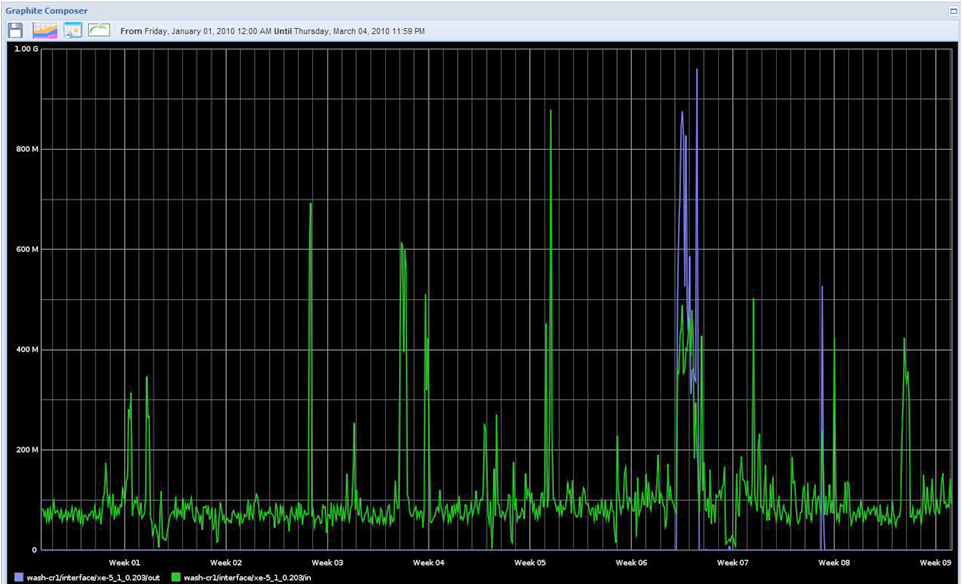 Graphite Composer
From Friday, January 01, 2010 12:00 AM Until Thursday, March 04, 2010 11:59 PM
1.00 G
800 M
600 M
400 M
200 M
0
Week 01 Week 02 Week 03 Week 04 Week 05 Week 06 Week 07 Week 08 Week 09
wash-cr1/interface/xe-5_1_0.203/out wash-cr1/interface/xe-5_1_0.203/in